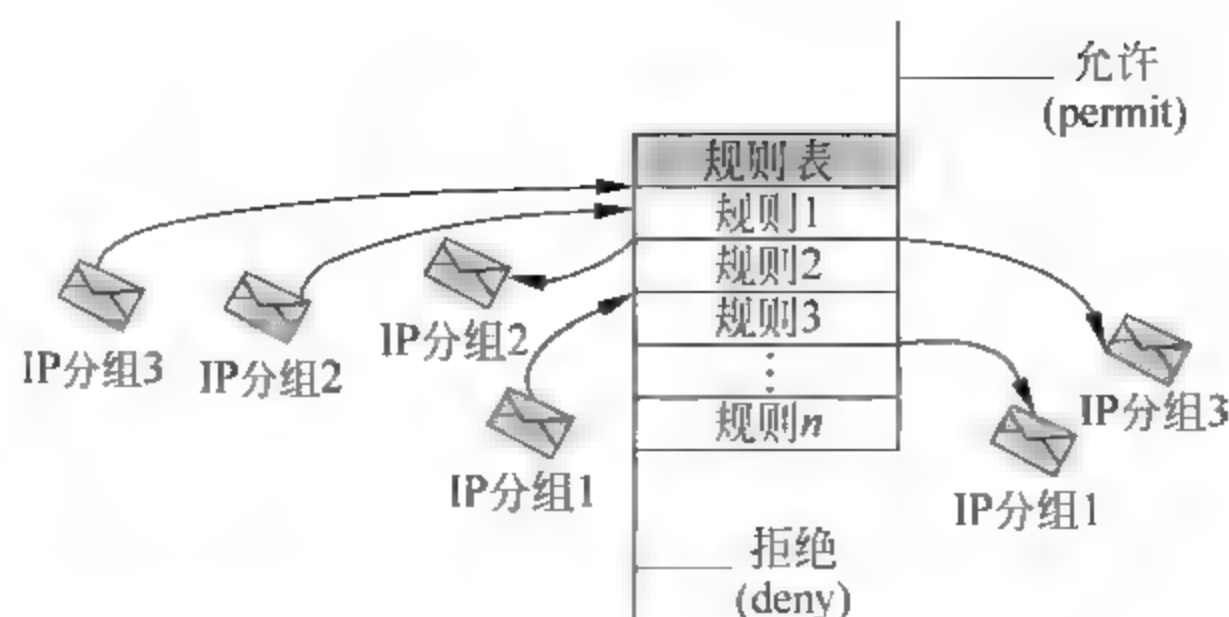 允许
(permit)
规则表
规则1
规则2
规则3
⋮
规则n
IP分组3
IP分组2
IP分组2
IP分组1
IP分组3
IP分组1
拒绝
(deny)